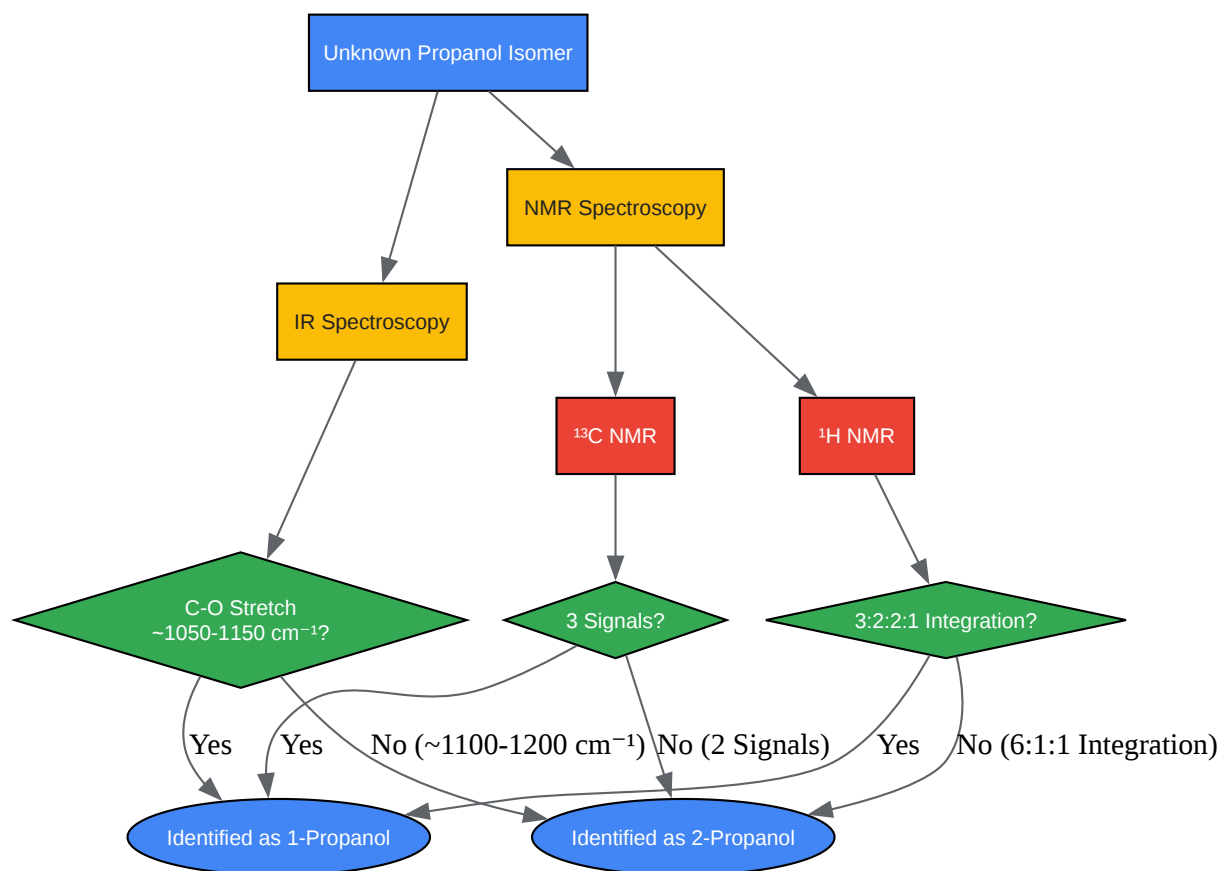 Unknown Propanol Isomer
NMR Spectroscopy
IR Spectroscopy
¹³C NMR
¹H NMR
C-O Stretch
~1050-1150 cm⁻¹?
3 Signals?
3:2:2:1 Integration?
Yes
Yes
No (~1100-1200 cm⁻¹)
No (2 Signals)
Yes
No (6:1:1 Integration)
Identified as 1-Propanol
Identified as 2-Propanol